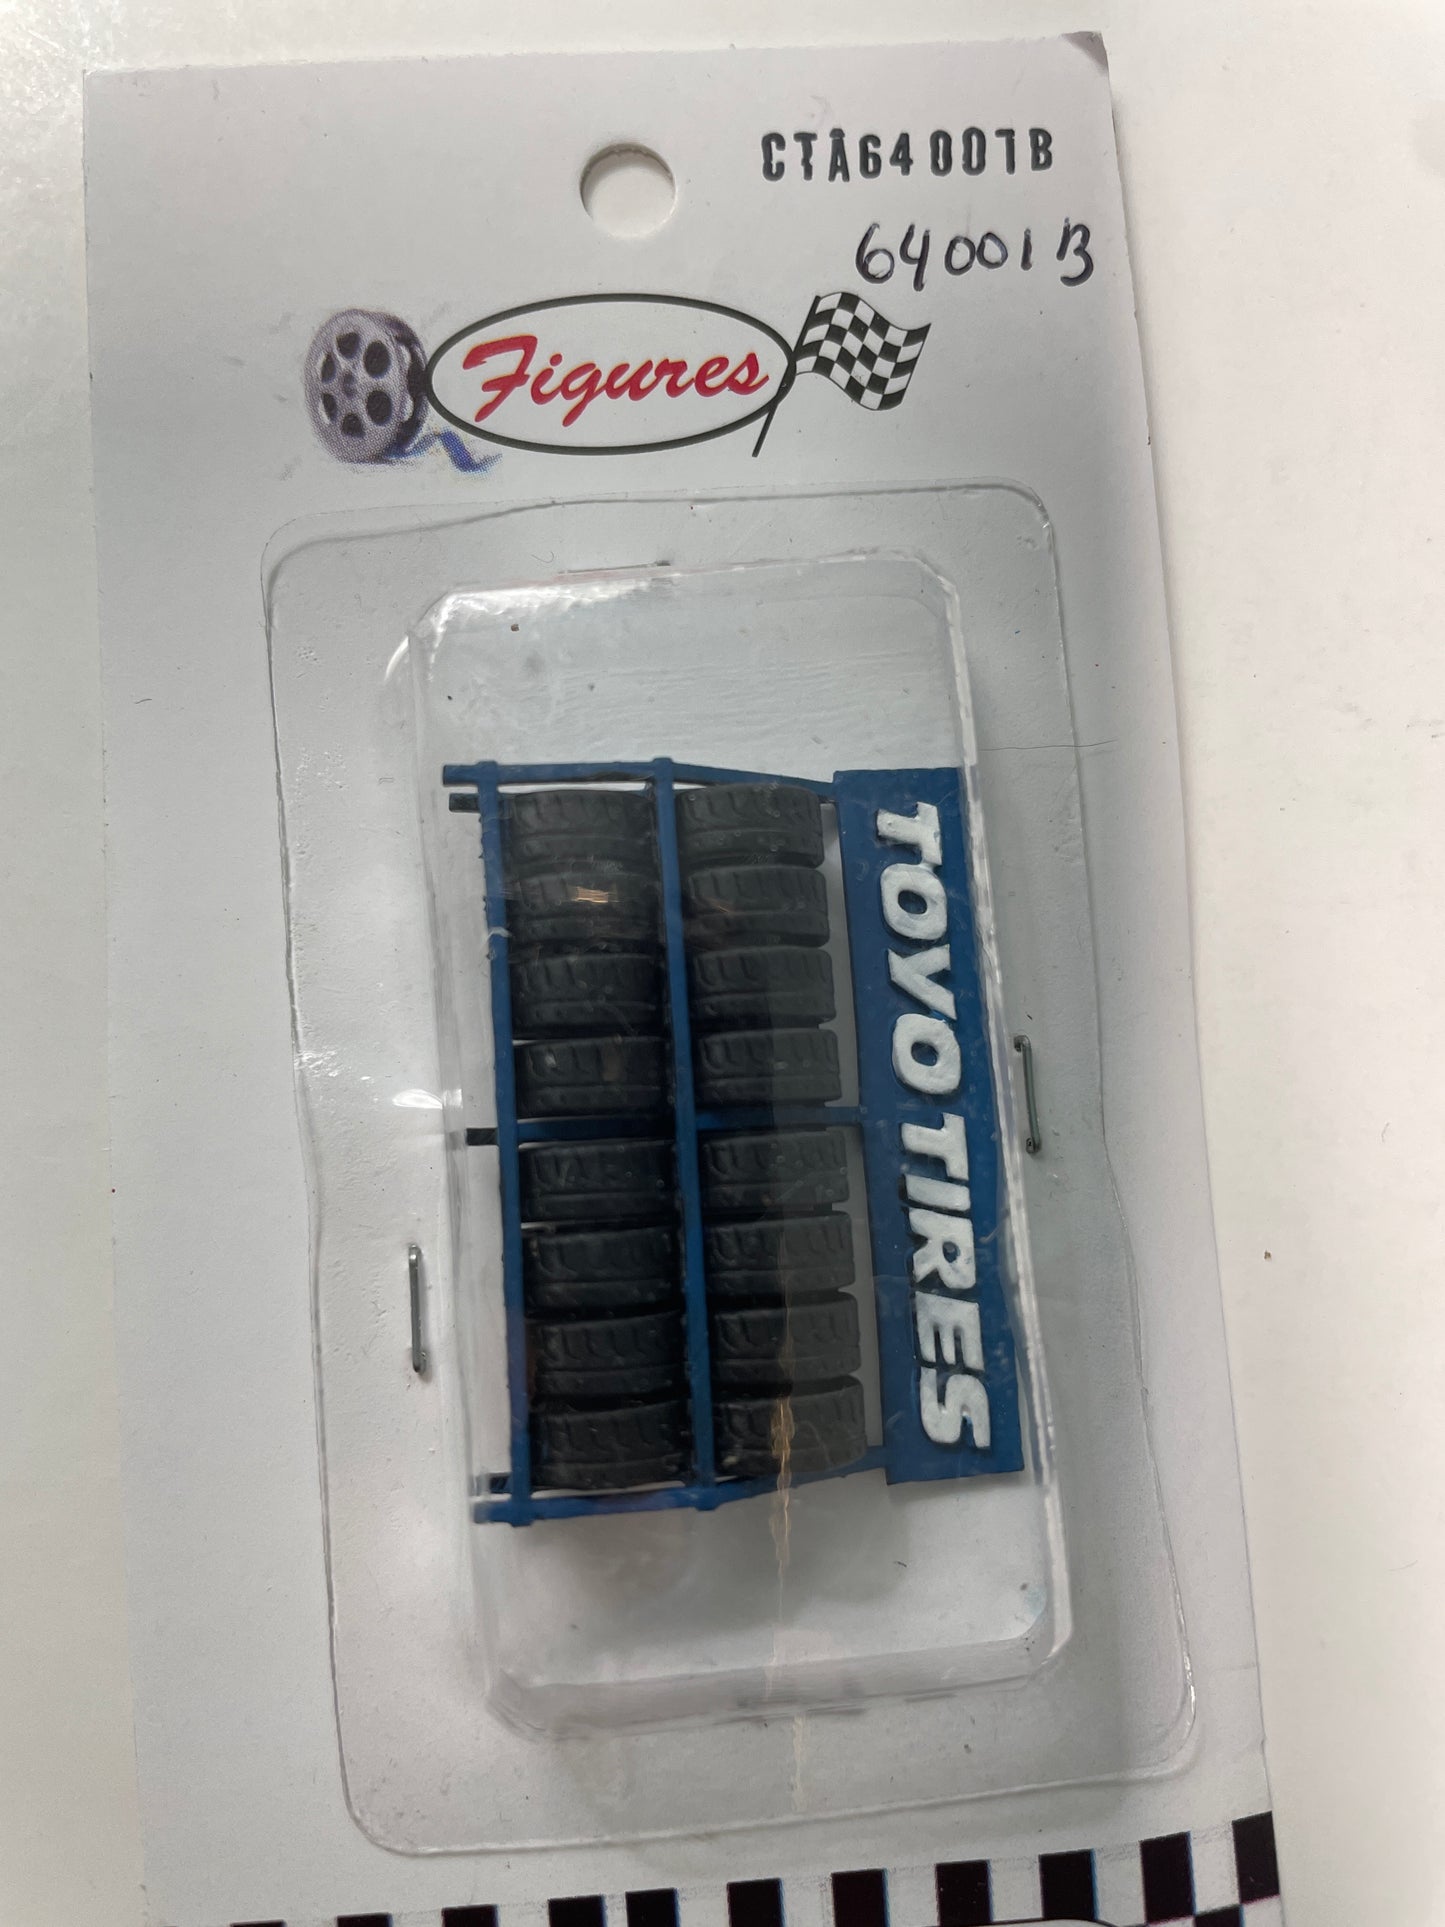 CTA64001B
64001B
Figures
TOYO TIRES